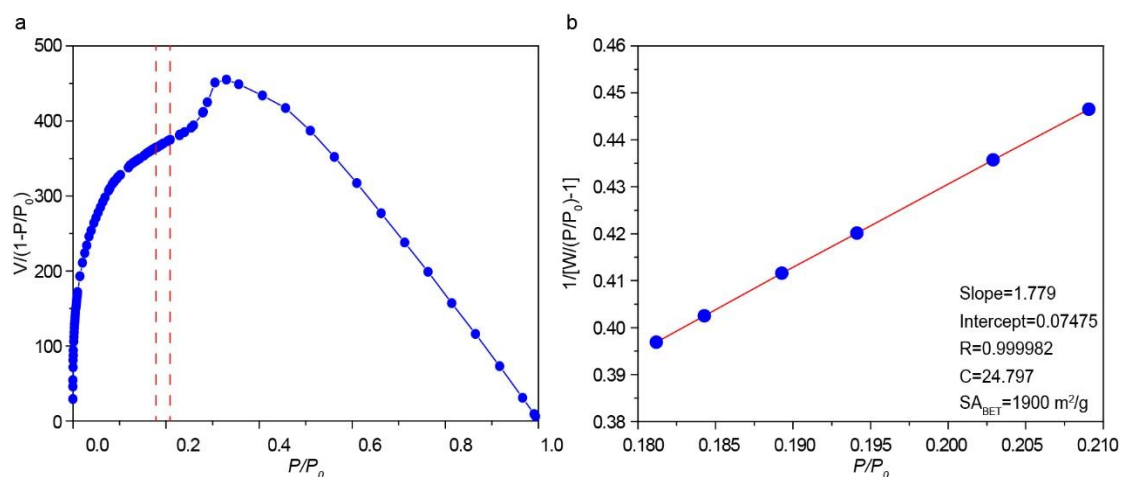 a
500
400
300
200
100
0
V/(1-P/P₀)
0.0 0.2 0.4 0.6 0.8 1.0
P/P₀
b
0.46
0.45
0.44
0.43
0.42
0.41
0.40
0.39
0.38
1/[W/(P/P₀)-1]
Slope=1.779
Intercept=0.07475
R=0.999982
C=24.797
SA_BET=1900 m²/g
0.180 0.185 0.190 0.195 0.200 0.205 0.210
P/P₀